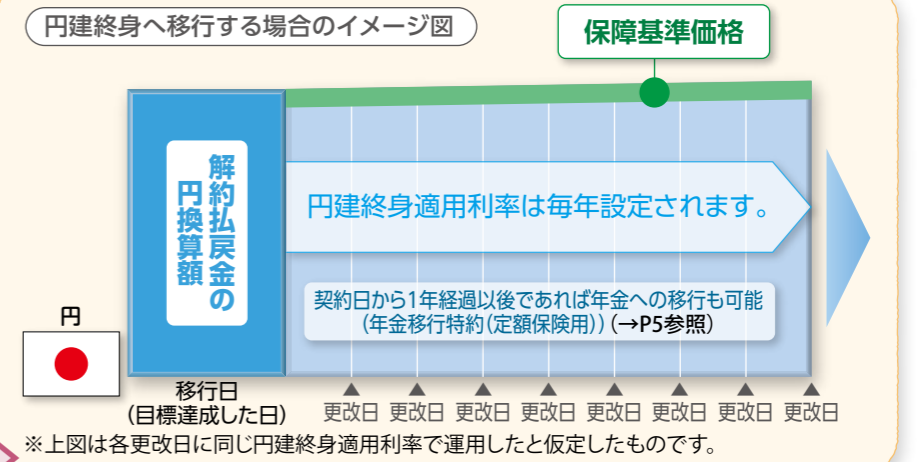 円建終身へ移行する場合のイメージ図
保障基準価格
解約払戻金の
円換算額
円建終身適用利率は毎年設定されます。
契約日から1年経過以後であれば年金への移行も可能
(年金移行特約(定額保険用))(→P5参照)
円
移行日
(目標達成した日)
▲ ▲ ▲ ▲ ▲ ▲ ▲ ▲
更改日 更改日 更改日 更改日 更改日 更改日 更改日 更改日
※上図は各更改日に同じ円建終身適用利率で運用したと仮定したものです。